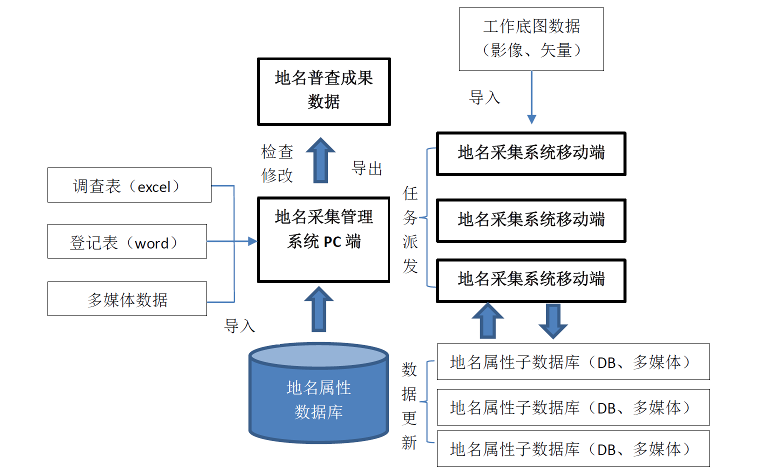 工作底图数据
（影像、矢量）
导入
地名普查成果
数据
检查
修改
导出
调查表（excel）
登记表（word）
多媒体数据
地名采集管理
系统 PC 端
导入
地名属性
数据库
任
务
派
发
地名采集系统移动端
地名采集系统移动端
地名采集系统移动端
数
据
更
新
地名属性子数据库（DB、多媒体）
地名属性子数据库（DB、多媒体）
地名属性子数据库（DB、多媒体）